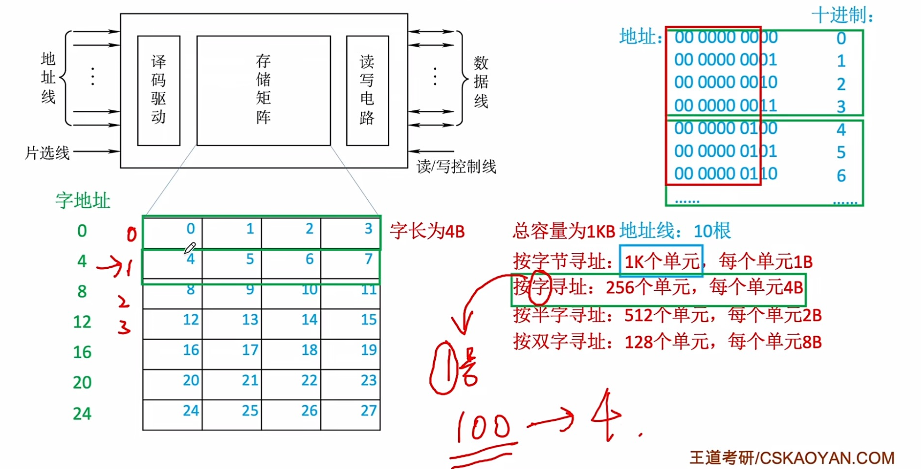 地址线
译码驱动
存储矩阵
读写电路
数据线
片选线
读/写控制线
十进制:
地址: 00 0000 0000 0
00 0000 0001 1
00 0000 0010 2
00 0000 0011 3
00 0000 0100 4
00 0000 0101 5
00 0000 0110 6
…… ……
字地址
0 0 0 1 2 3 字长为4B
4 1 4 5 6 7
8 2 8 9 10 11
12 3 12 13 14 15
16 16 17 18 19
20 20 21 22 23
24 24 25 26 27
总容量为1KB 地址线:10根
按字节寻址:1K个单元,每个单元1B
按字寻址:256个单元,每个单元4B
按半字寻址:512个单元,每个单元2B
按双字寻址:128个单元,每个单元8B
1号
100 → 4
王道考研/CSKAOYAN.COM